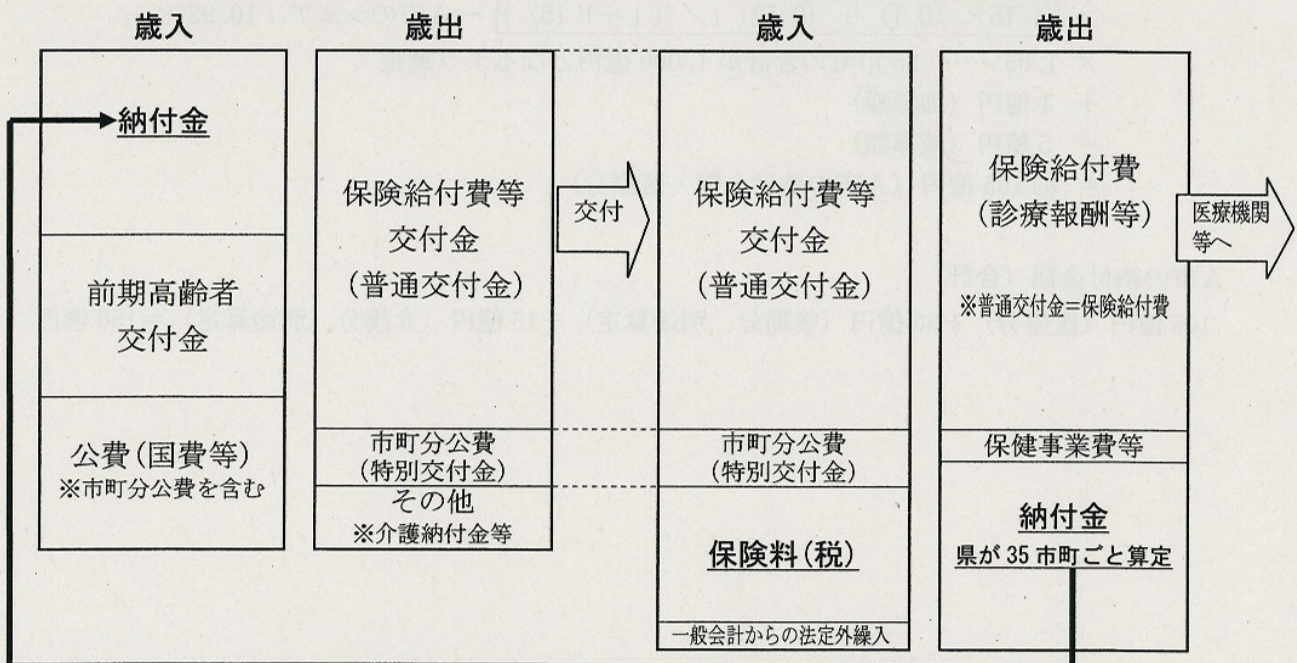 歳入
納付金
前期高齢者
交付金
公費(国費等)
※市町分公費を含む
歳出
保険給付費等
交付金
(普通交付金)
市町分公費
(特別交付金)
その他
※介護納付金等
交付
歳入
保険給付費等
交付金
(普通交付金)
市町分公費
(特別交付金)
保険料(税)
一般会計からの法定外繰入
歳出
保険給付費
(診療報酬等)
※普通交付金=保険給付費
保健事業費等
納付金
県が35市町ごと算定
医療機関
等へ